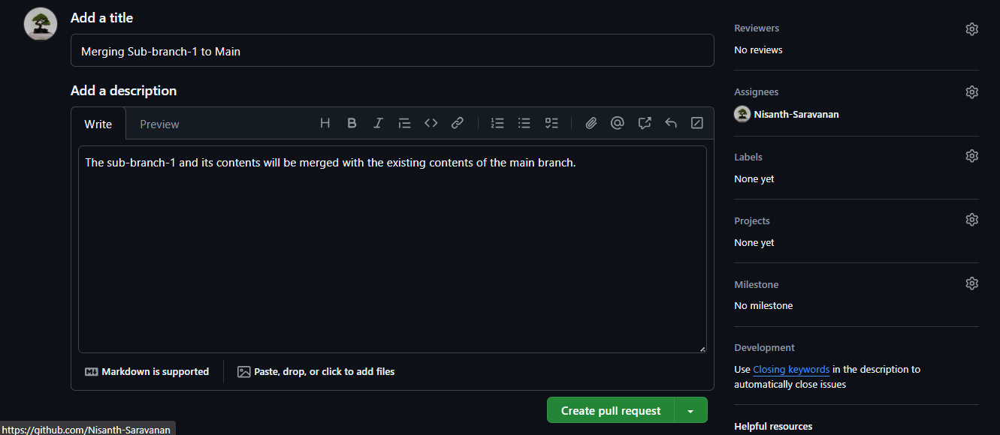 Add a title
Merging Sub-branch-1 to Main
Add a description
Write
Preview
The sub-branch-1 and its contents will be merged with the existing contents of the main branch.
Markdown is supported
Paste, drop, or click to add files
Create pull request
https://github.com/Nisanth-Saravanan
Reviewers
No reviews
Assignees
Nisanth-Saravanan
Labels
None yet
Projects
None yet
Milestone
No milestone
Development
Use Closing keywords in the description to
automatically close issues
Helpful resources